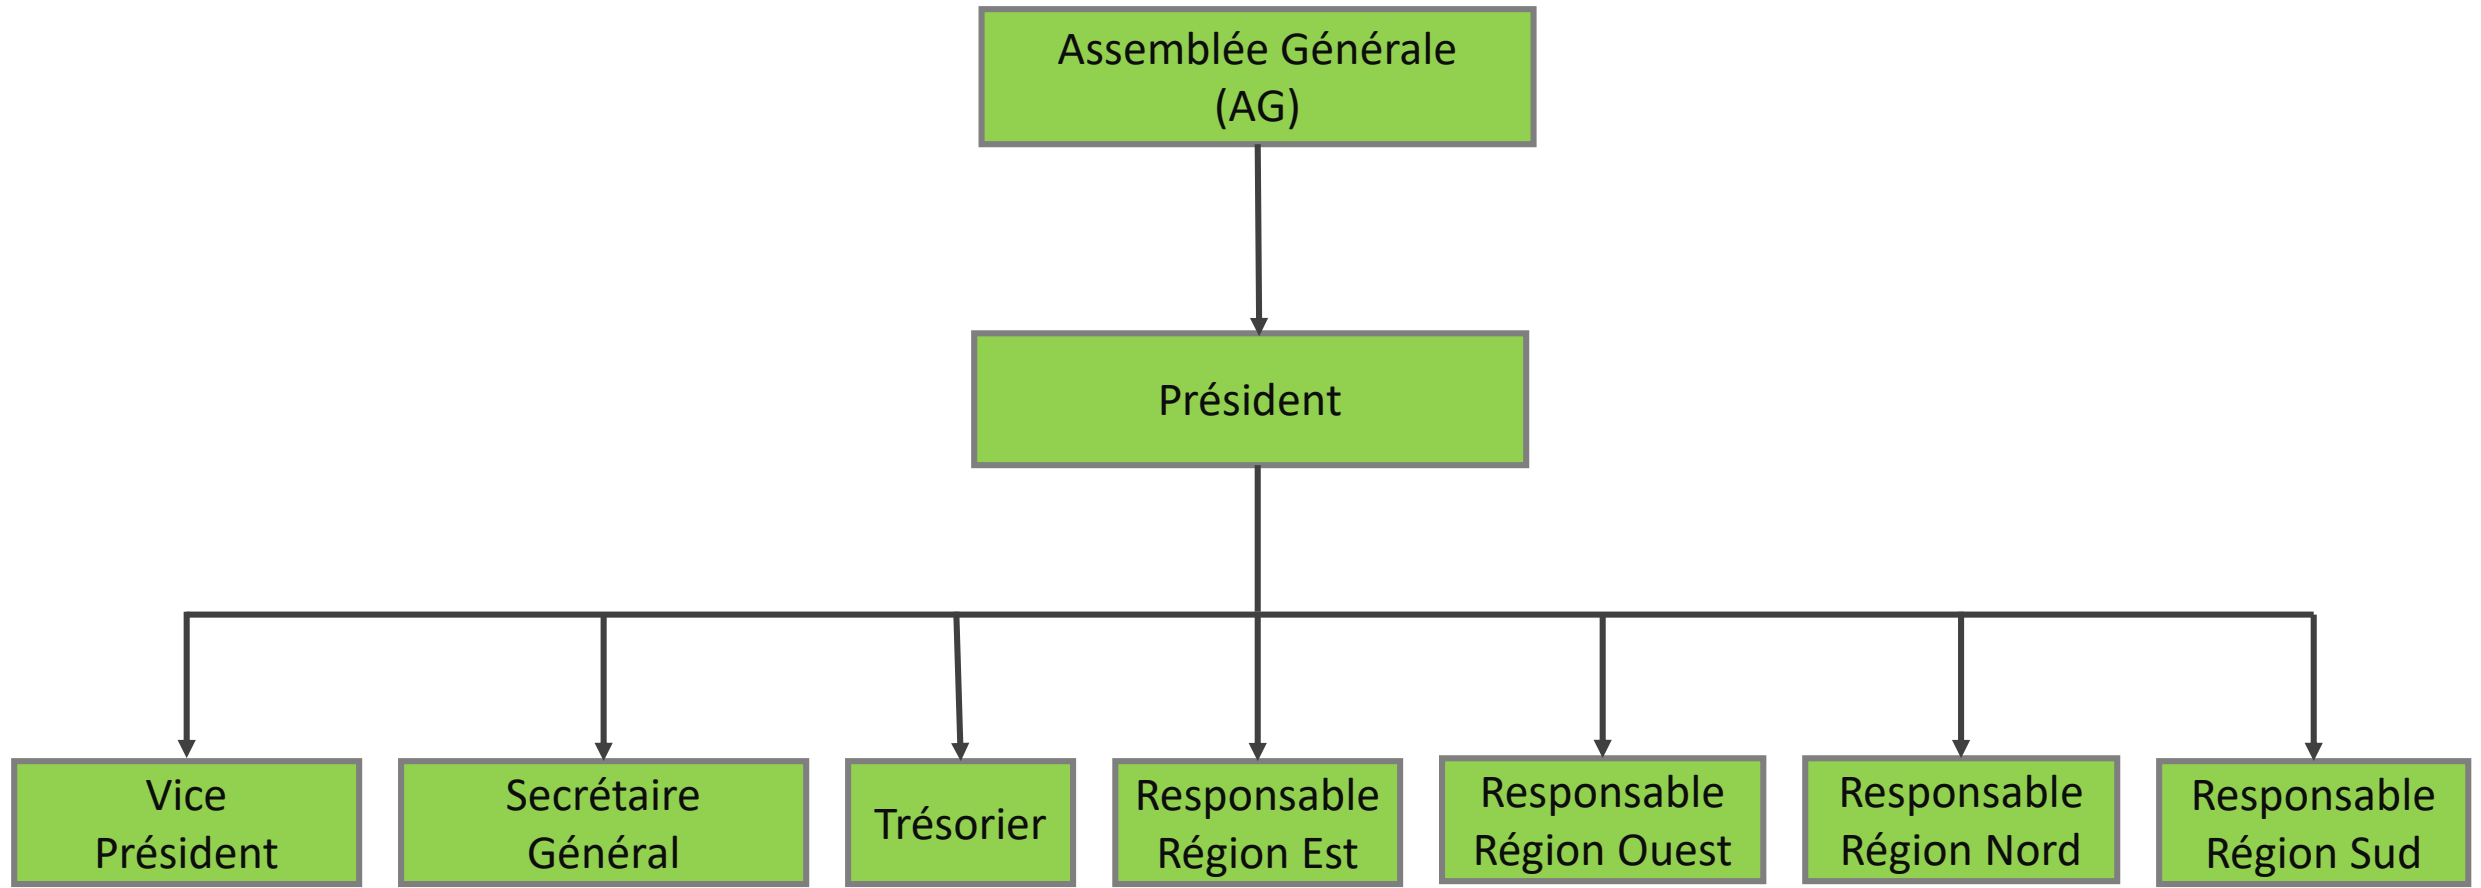 Assemblée Générale
(AG)
Président
Vice
Président
Secrétaire
Général
Trésorier
Responsable
Région Est
Responsable
Région Ouest
Responsable
Région Nord
Responsable
Région Sud